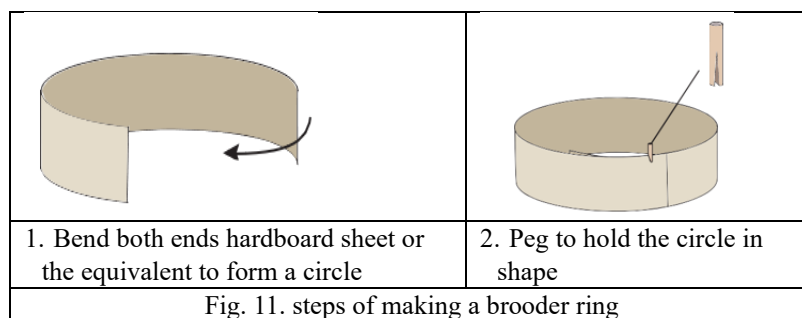 1. Bend both ends hardboard sheet or
the equivalent to form a circle
2. Peg to hold the circle in
shape
Fig. 11. steps of making a brooder ring